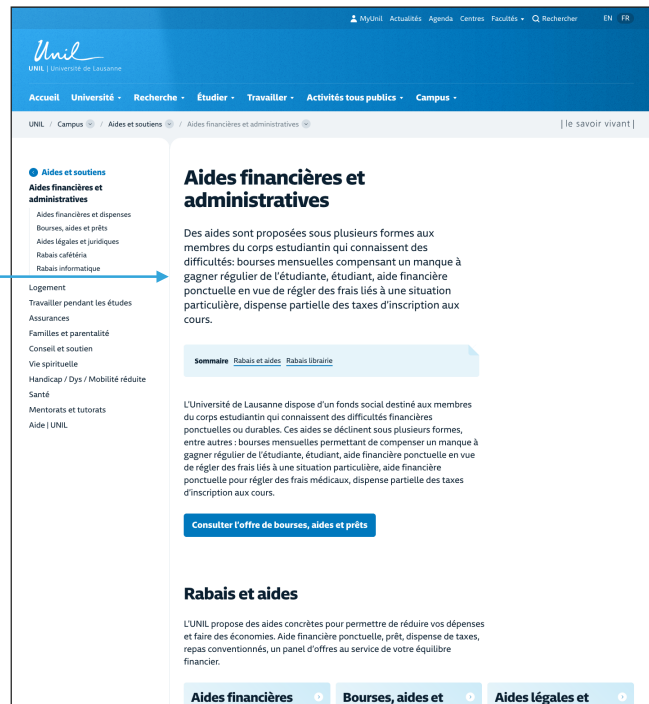 MyUnil Actualités Agenda Centres Facultés Rechercher EN FR
Unil
UNIL | Université de Lausanne
Accueil Université Recherche Étudier Travailler Activités tous publics Campus
UNIL / Campus / Aides et soutiens / Aides financières et administratives
| le savoir vivant |
Aides et soutiens
Aides financières et
administratives
Aides financières et dispenses
Bourses, aides et prêts
Aides légales et juridiques
Rabais cafétéria
Rabais informatique
Logement
Travailler pendant les études
Assurances
Familles et parentalité
Conseil et soutien
Vie spirituelle
Handicap / Dys / Mobilité réduite
Santé
Mentorats et tutorats
Aide | UNIL
Aides financières et
administratives
Des aides sont proposées sous plusieurs formes aux
membres du corps estudiantin qui connaissent des
difficultés: bourses mensuelles compensant un manque à
gagner régulier de l'étudiante, étudiant, aide financière
ponctuelle en vue de régler des frais liés à une situation
particulière, dispense partielle des taxes d'inscription aux
cours.
Sommaire Rabais et aides Rabais librairie
L'Université de Lausanne dispose d'un fonds social destiné aux membres
du corps estudiantin qui connaissent des difficultés financières
ponctuelles ou durables. Ces aides se déclinent sous plusieurs formes,
entre autres : bourses mensuelles permettant de compenser un manque à
gagner régulier de l'étudiante, étudiant, aide financière ponctuelle en vue
de régler des frais liés à une situation particulière, aide financière
ponctuelle pour régler des frais médicaux, dispense partielle des taxes
d'inscription aux cours.
Consulter l'offre de bourses, aides et prêts
Rabais et aides
L'UNIL propose des aides concrètes pour permettre de réduire vos dépenses
et faire des économies. Aide financière ponctuelle, prêt, dispense de taxes,
repas conventionnés, un panel d'offres au service de votre équilibre
financier.
Aides financières Bourses, aides et Aides légales et